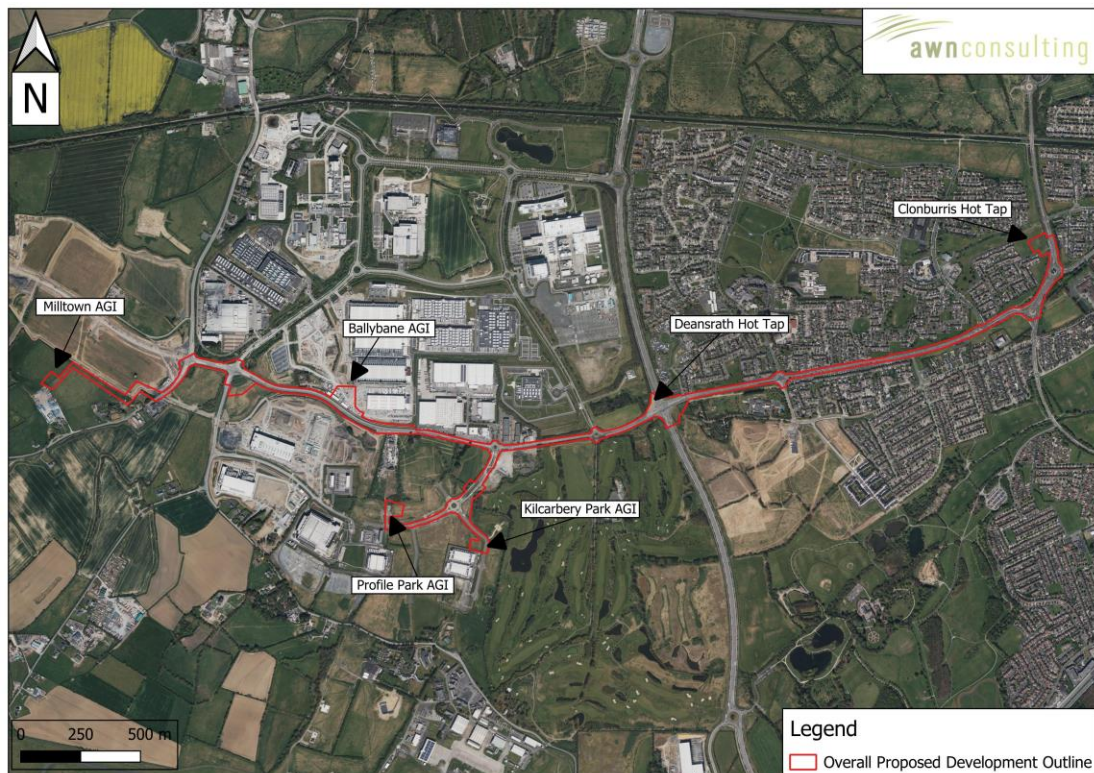 awnconsulting
N
Clonburris Hot Tap
Milltown AGI
Ballybane AGI
Deansrath Hot Tap
Kilcarbery Park AGI
Profile Park AGI
0 250 500 m
Legend
Overall Proposed Development Outline